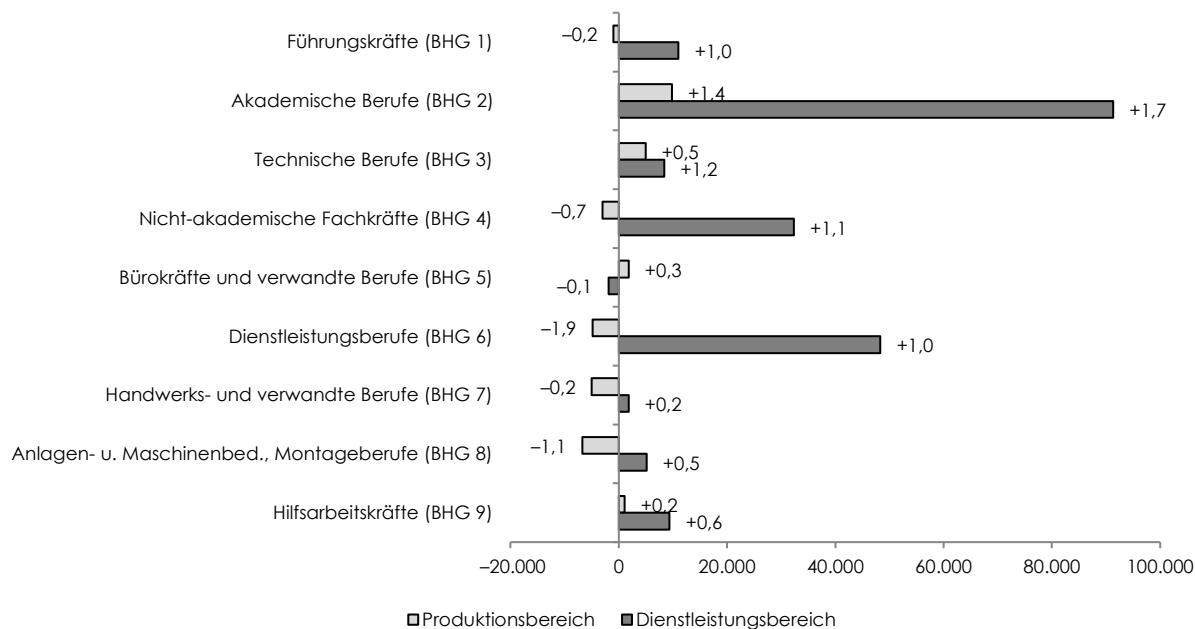 Führungskräfte (BHG 1)
–0,2
+1,0
Akademische Berufe (BHG 2)
+1,4
+1,7
Technische Berufe (BHG 3)
+0,5
+1,2
Nicht-akademische Fachkräfte (BHG 4)
–0,7
+1,1
Bürokräfte und verwandte Berufe (BHG 5)
+0,3
–0,1
Dienstleistungsberufe (BHG 6)
–1,9
+1,0
Handwerks- und verwandte Berufe (BHG 7)
–0,2
+0,2
Anlagen- u. Maschinenbed., Montageberufe (BHG 8)
–1,1
+0,5
Hilfsarbeitskräfte (BHG 9)
+0,2
+0,6
–20.000 0 20.000 40.000 60.000 80.000 100.000
Produktionsbereich Dienstleistungsbereich